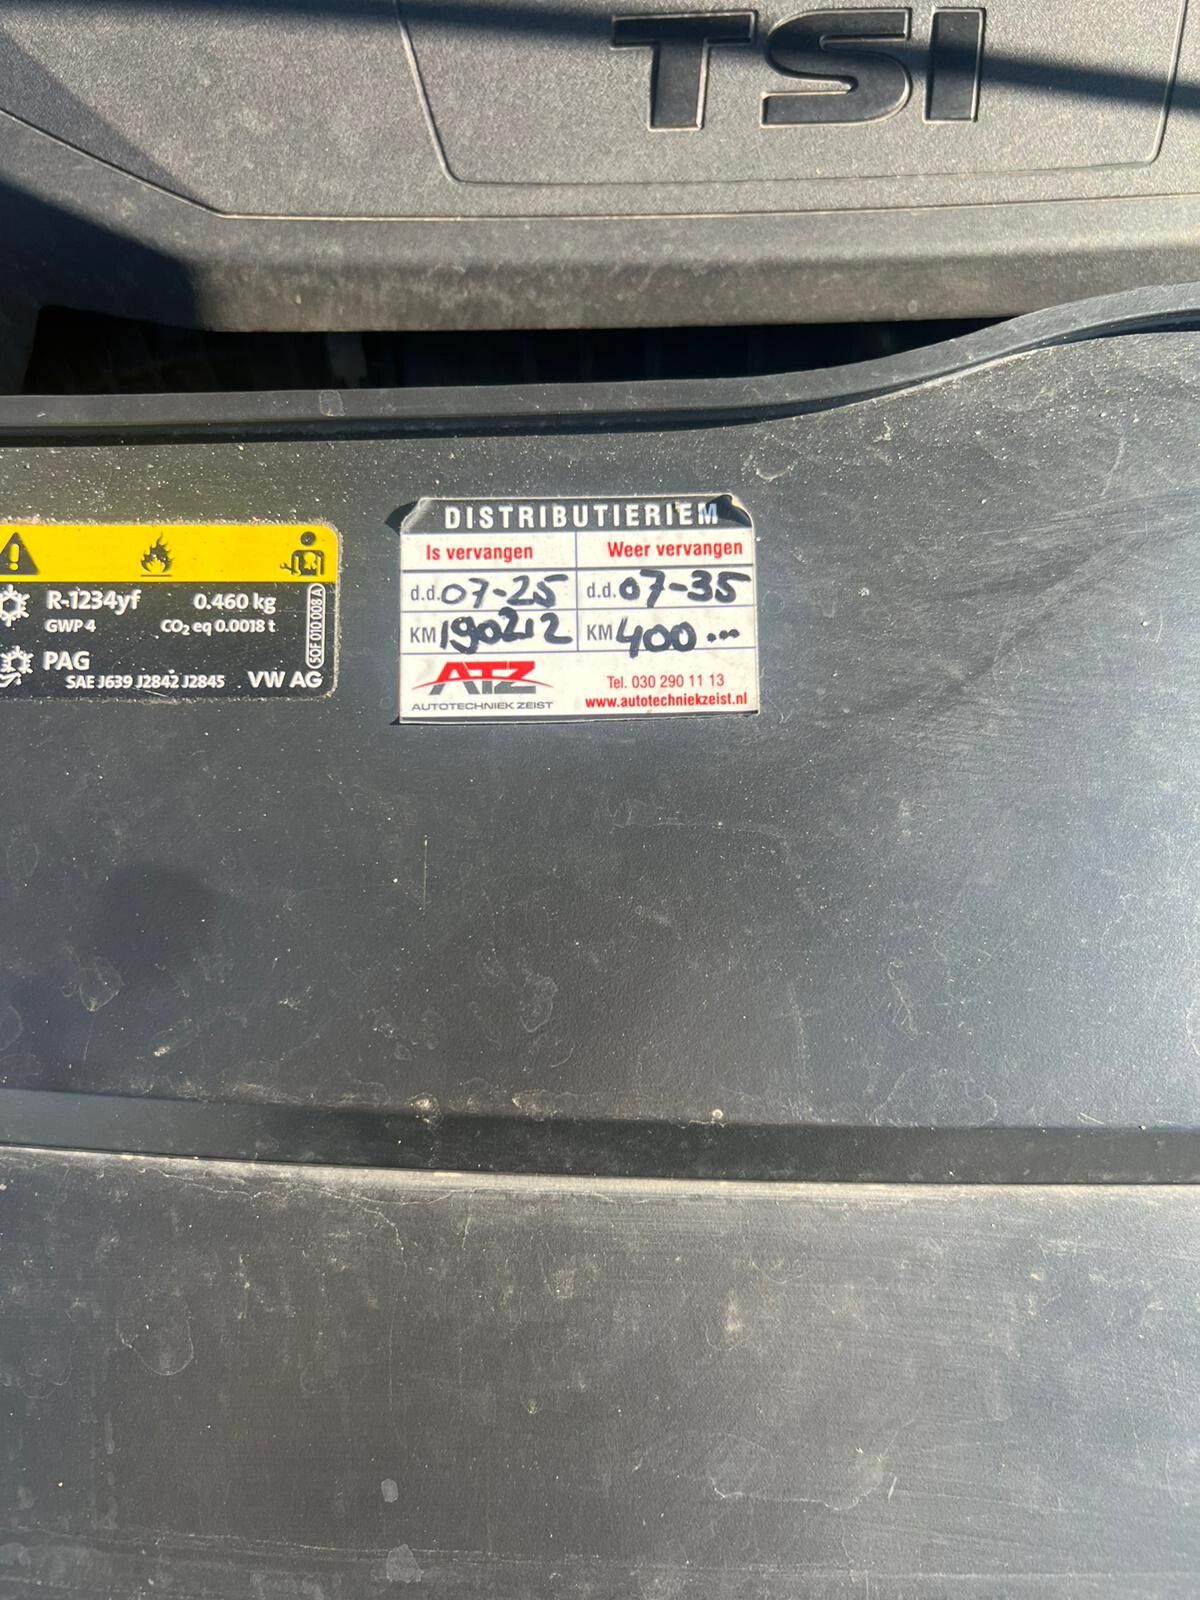 TSI
R-1234yf 0.460 kg
GWP 4 CO₂ eq 0.0018 t
PAG
SAE J639 J2842 J2845 VW AG
5QF 010 008 A
DISTRIBUTIERIEM
Is vervangen Weer vervangen
d.d. 07-25 d.d. 07-35
KM 190212 KM 400...
ATZ
AUTOTECHNIEK ZEIST
Tel. 030 290 11 13
www.autotechniekzeist.nl